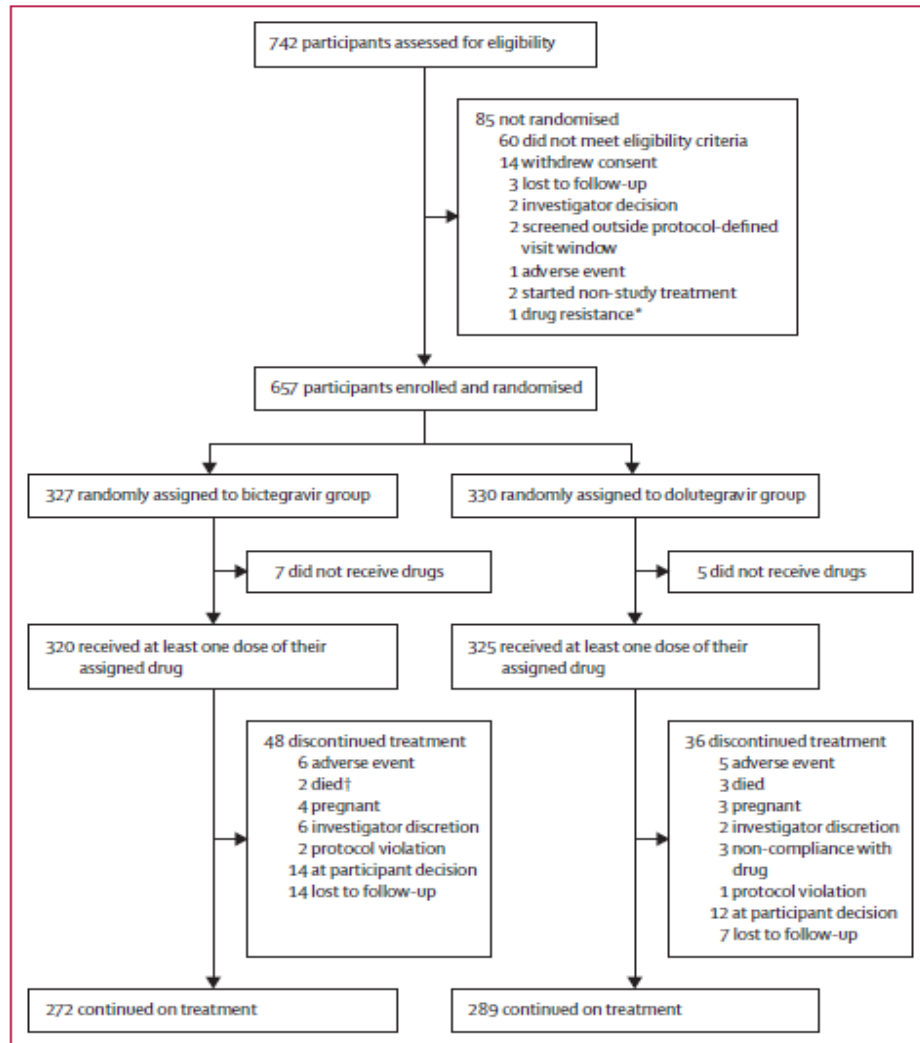 742 participants assessed for eligibility
85 not randomised
60 did not meet eligibility criteria
14 withdrew consent
3 lost to follow-up
2 investigator decision
2 screened outside protocol-defined
visit window
1 adverse event
2 started non-study treatment
1 drug resistance*
657 participants enrolled and randomised
327 randomly assigned to bictegravir group
330 randomly assigned to dolutegravir group
7 did not receive drugs
5 did not receive drugs
320 received at least one dose of their
assigned drug
325 received at least one dose of their
assigned drug
48 discontinued treatment
6 adverse event
2 died†
4 pregnant
6 investigator discretion
2 protocol violation
14 at participant decision
14 lost to follow-up
36 discontinued treatment
5 adverse event
3 died
3 pregnant
2 investigator discretion
3 non-compliance with
drug
1 protocol violation
12 at participant decision
7 lost to follow-up
272 continued on treatment
289 continued on treatment